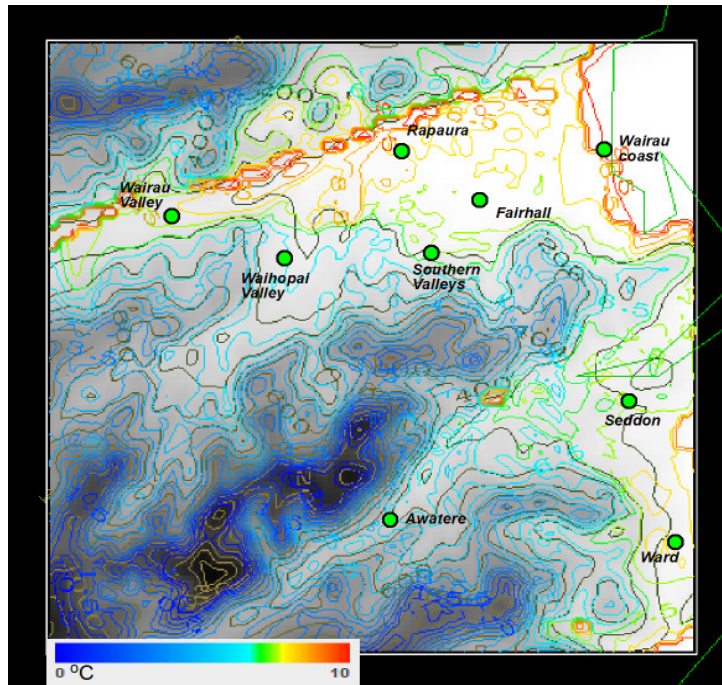 Rapaura
Wairau
coast
Wairau
Valley
Fairhall
Waihopai
Valley
Southern
Valleys
Seddon
Awatere
Ward
0 °C 10